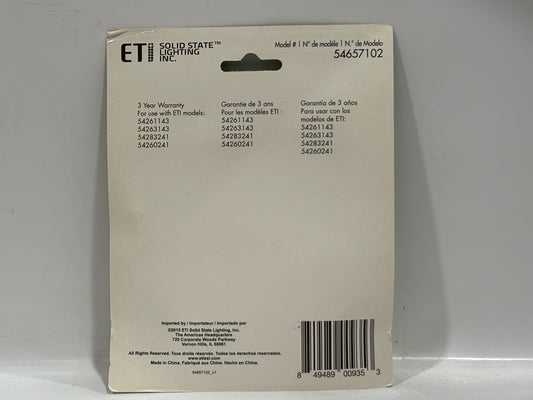 ETi SOLID STATE™
LIGHTING
INC.
Model # | N° de modèle | N.° de Modelo
54657102
3 Year Warranty
For use with ETI models:
54261143
54263143
54283241
54260241
Garantie de 3 ans
Pour les modèles ETI :
54261143
54263143
54283241
54260241
Garantía de 3 años
Para usar con los
modelos de ETI:
54261143
54263143
54283241
54260241
Imported by / Importateur / Importado por
©2015 ETI Solid State Lighting, Inc.
The Americas Headquarters
720 Corporate Woods Parkway
Vernon Hills, IL 60061
All Rights Reserved. Tous droits réservés. Todos los derechos reservados.
www.etissl.com
Made in China. Fabriqué aux Chine. Hecho en China.
54657102_v1
8 49489 00935 3